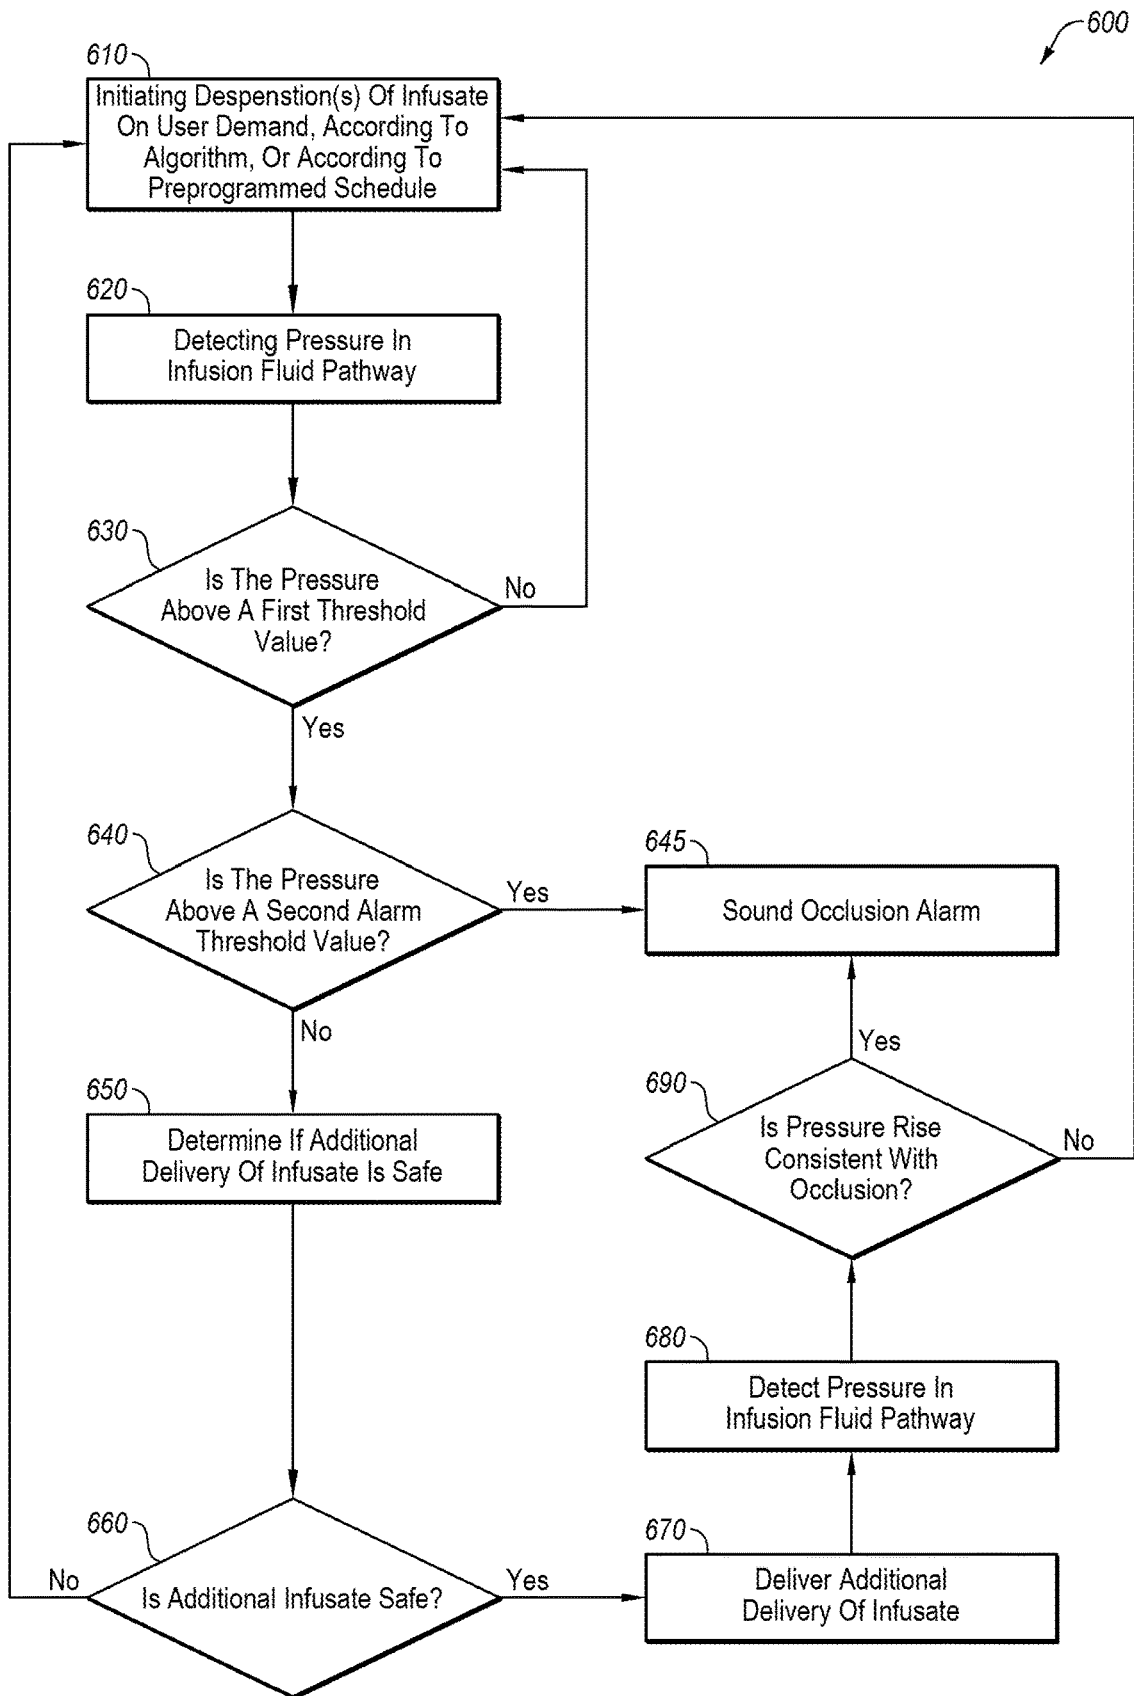 600
610
Initiating Despenstion(s) Of Infusate
On User Demand, According To
Algorithm, Or According To
Preprogrammed Schedule
620
Detecting Pressure In
Infusion Fluid Pathway
630
Is The Pressure
Above A First Threshold
Value?
No
Yes
640
Is The Pressure
Above A Second Alarm
Threshold Value?
Yes
No
645
Sound Occlusion Alarm
Yes
690
Is Pressure Rise
Consistent With
Occlusion?
No
650
Determine If Additional
Delivery Of Infusate Is Safe
680
Detect Pressure In
Infusion Fluid Pathway
660
Is Additional Infusate Safe?
No
Yes
670
Deliver Additional
Delivery Of Infusate